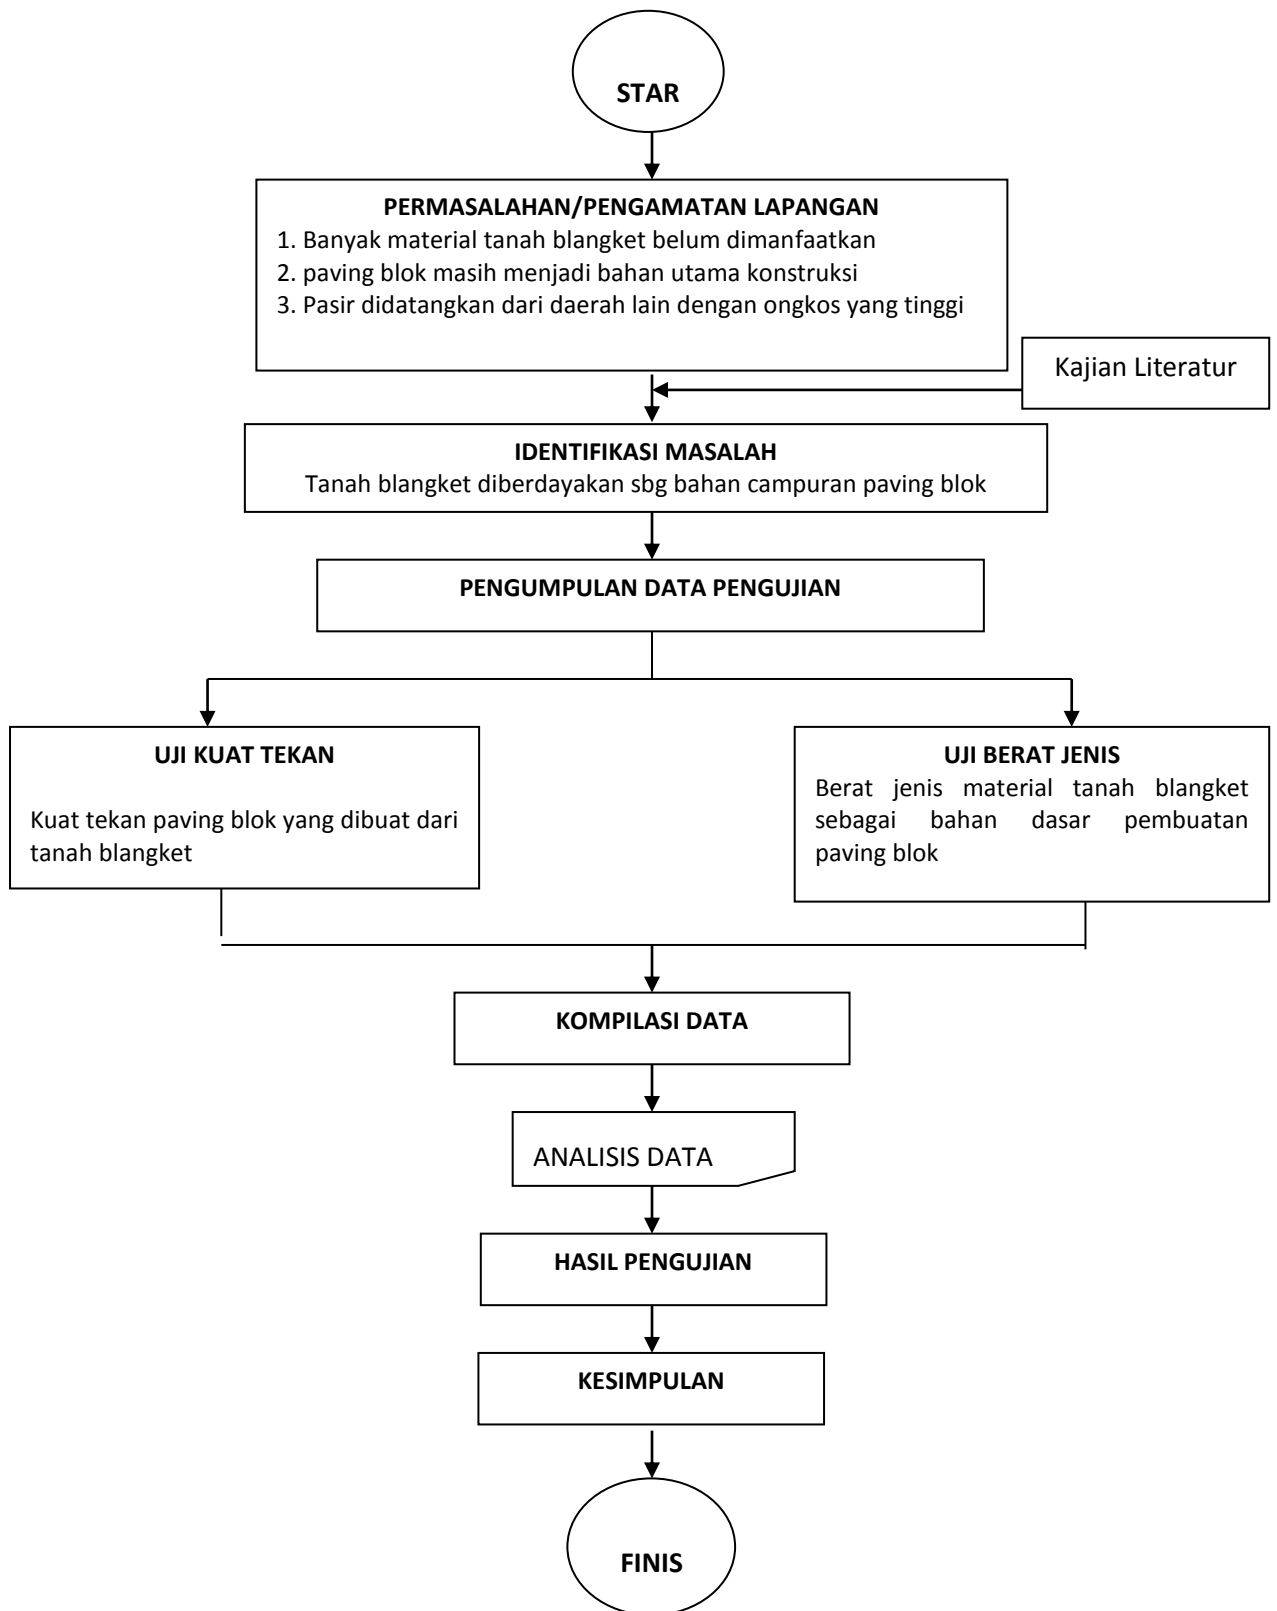 STAR
PERMASALAHAN/PENGAMATAN LAPANGAN
1. Banyak material tanah blangket belum dimanfaatkan
2. paving blok masih menjadi bahan utama konstruksi
3. Pasir didatangkan dari daerah lain dengan ongkos yang tinggi
Kajian Literatur
IDENTIFIKASI MASALAH
Tanah blangket diberdayakan sbg bahan campuran paving blok
PENGUMPULAN DATA PENGUJIAN
UJI KUAT TEKAN
Kuat tekan paving blok yang dibuat dari
tanah blangket
UJI BERAT JENIS
Berat jenis material tanah blangket
sebagai bahan dasar pembuatan
paving blok
KOMPILASI DATA
ANALISIS DATA
HASIL PENGUJIAN
KESIMPULAN
FINIS